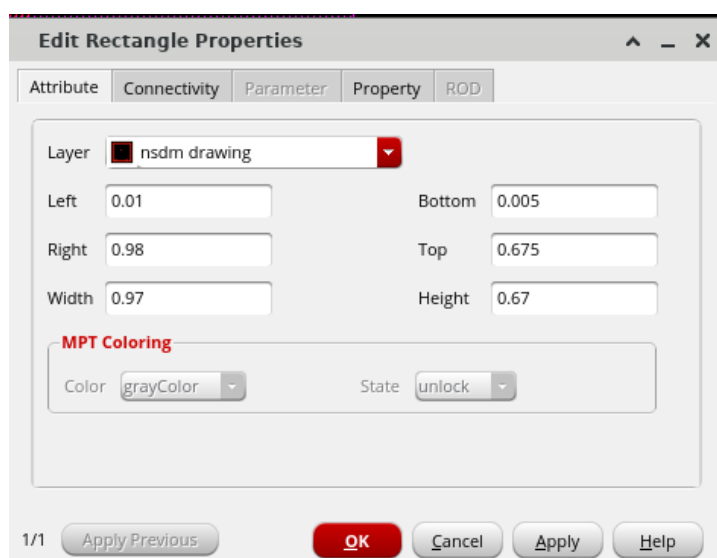 Edit Rectangle Properties
Attribute Connectivity Parameter Property ROD
Layer nsdm drawing
Left 0.01 Bottom 0.005
Right 0.98 Top 0.675
Width 0.97 Height 0.67
MPT Coloring
Color grayColor State unlock
1/1 Apply Previous OK Cancel Apply Help